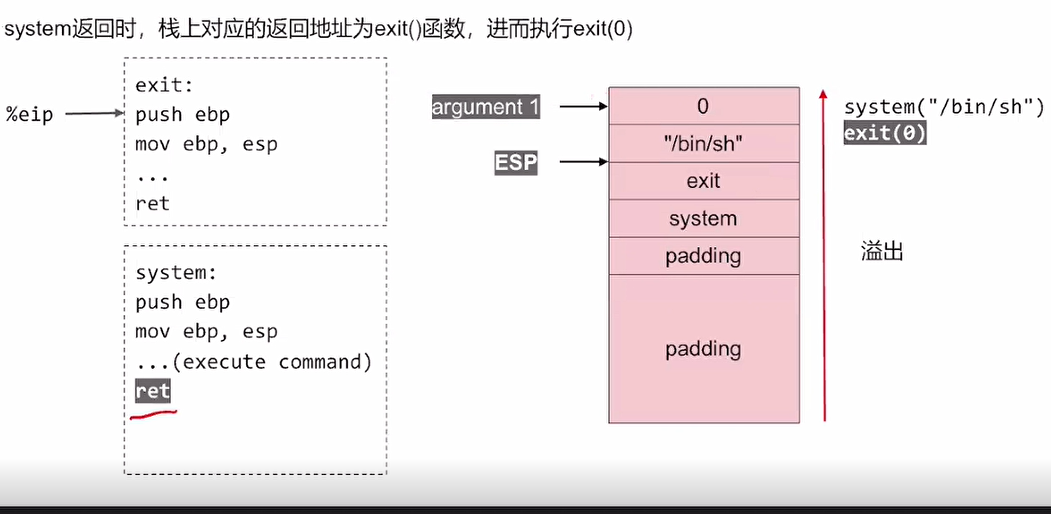 system返回时，栈上对应的返回地址为exit()函数，进而执行exit(0)
%eip
exit:
push ebp
mov ebp, esp
...
ret
system:
push ebp
mov ebp, esp
...(execute command)
ret
argument 1
ESP
0
"/bin/sh"
exit
system
padding
padding
system("/bin/sh")
exit(0)
溢出